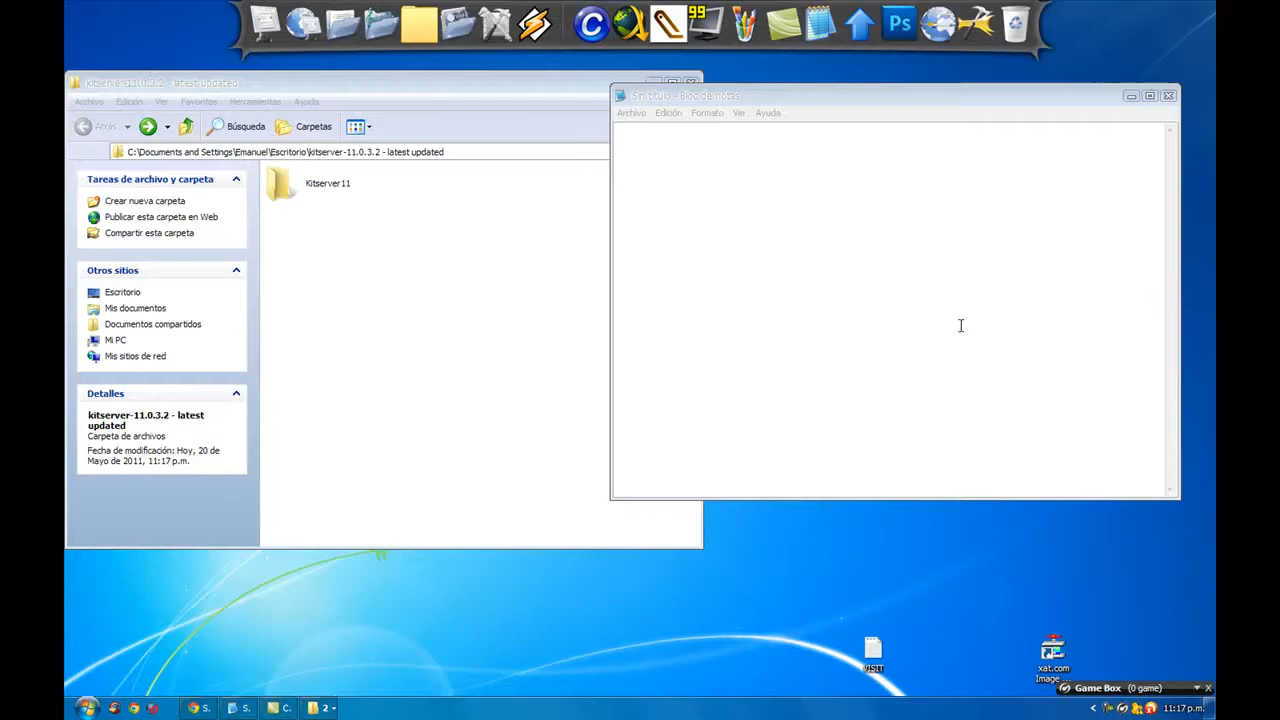 99
Ps
kitserver-11.0.3.2 - latest updated
Archivo Edición Ver Favoritos Herramientas Ayuda
Atrás Búsqueda Carpetas
C:\Documents and Settings\Emanuel\Escritorio\kitserver-11.0.3.2 - latest updated
Tareas de archivo y carpeta
Crear nueva carpeta
Publicar esta carpeta en Web
Compartir esta carpeta
Otros sitios
Escritorio
Mis documentos
Documentos compartidos
Mi PC
Mis sitios de red
Detalles
kitserver-11.0.3.2 - latest
updated
Carpeta de archivos
Fecha de modificación: Hoy, 20 de
Mayo de 2011, 11:17 p.m.
Kitserver11
Sin título - Bloc de notas
Archivo Edición Formato Ver Ayuda
VISIT
xat.com
Image ...
Game Box (0 game)
S. S. C. 2
11:17 p.m.